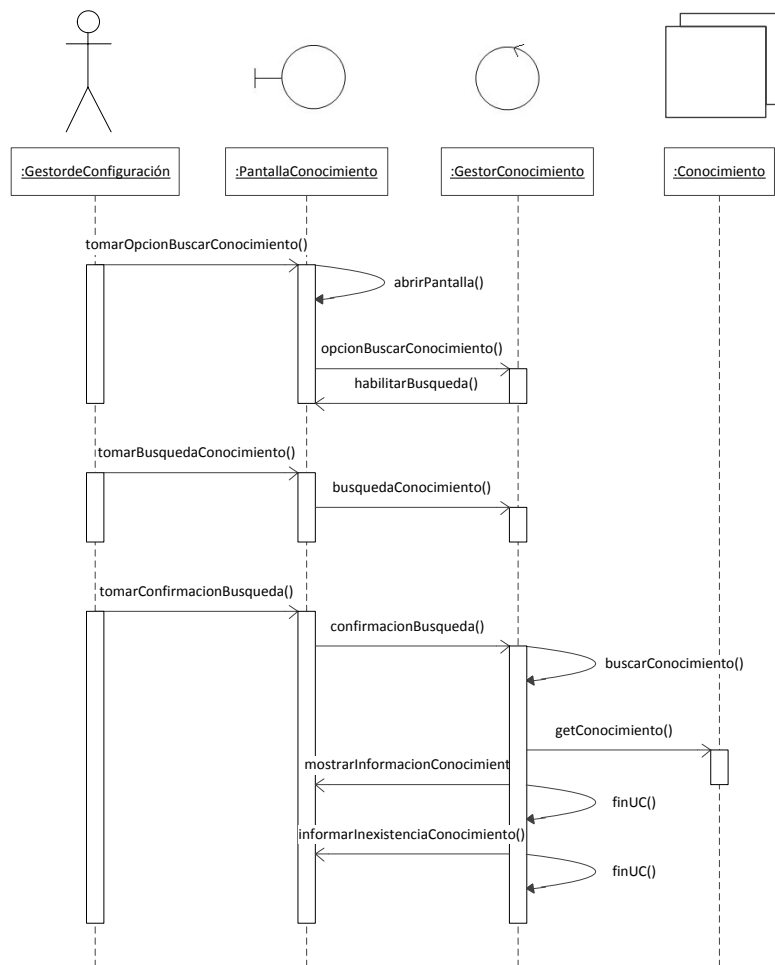 :GestordeConfiguración
:PantallaConocimiento
:GestorConocimiento
:Conocimiento
tomarOpcionBuscarConocimiento()
abrirPantalla()
opcionBuscarConocimiento()
habilitarBusqueda()
tomarBusquedaConocimiento()
busquedaConocimiento()
tomarConfirmacionBusqueda()
confirmacionBusqueda()
buscarConocimiento()
getConocimiento()
mostrarInformacionConocimient
finUC()
informarInexistenciaConocimiento()
finUC()